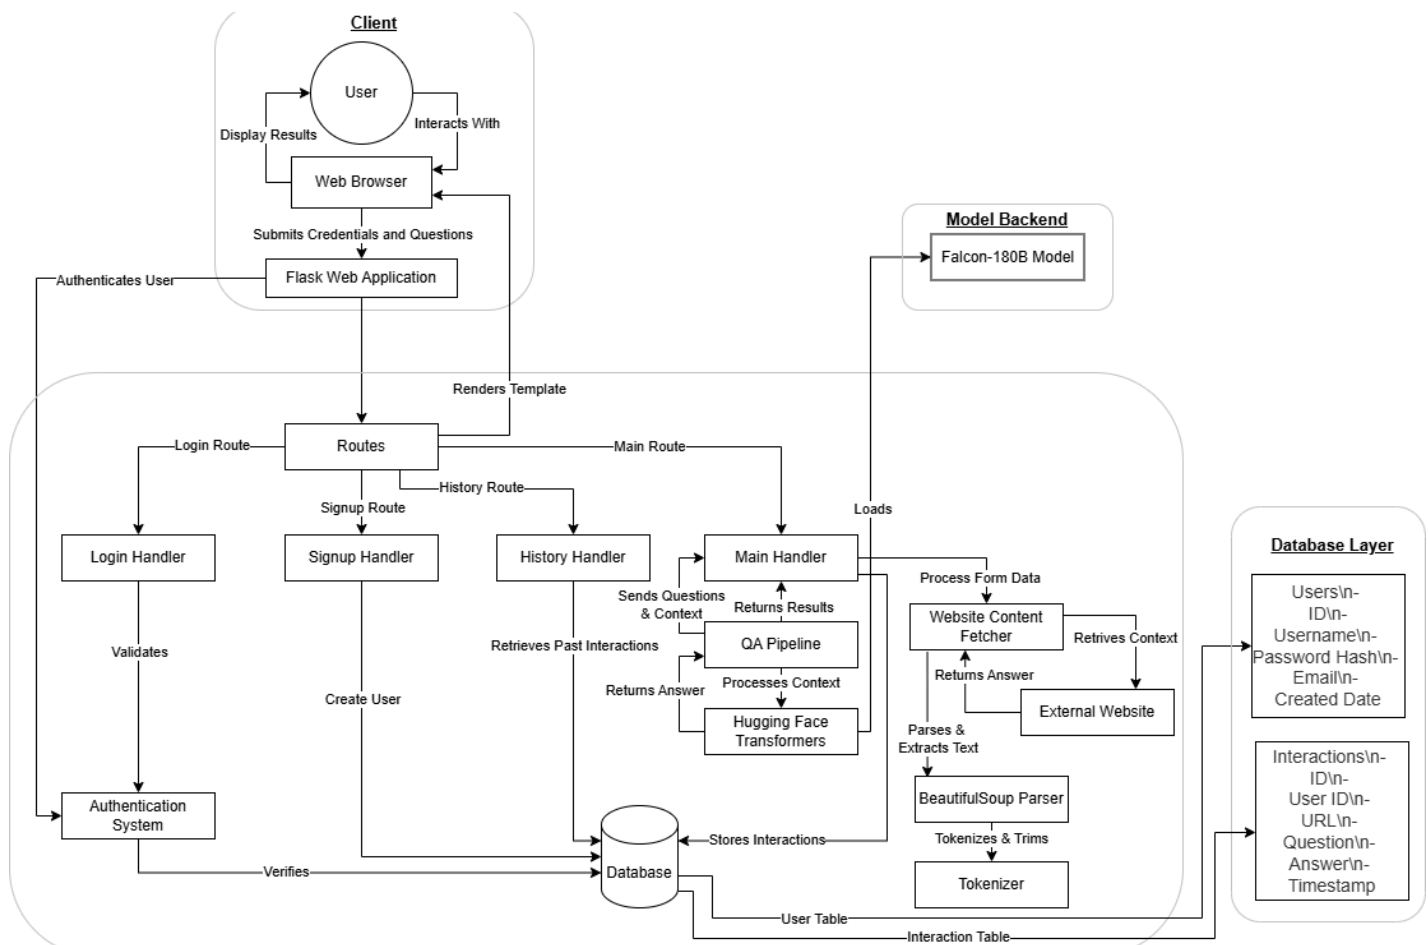 Client
User
Display Results
Interacts With
Web Browser
Submits Credentials and Questions
Authenticates User
Flask Web Application
Model Backend
Falcon-180B Model
Renders Template
Login Route
Routes
Main Route
History Route
Signup Route
Loads
Login Handler
Signup Handler
History Handler
Main Handler
Process Form Data
Sends Questions
& Context
Returns Results
Website Content
Fetcher
Retrives Context
QA Pipeline
Retrieves Past Interactions
Validates
Returns Answer
Processes Context
Returns Answer
Create User
Hugging Face
Transformers
External Website
Parses &
Extracts Text
BeautifulSoup Parser
Authentication
System
Stores Interactions
Tokenizes & Trims
Verifies
Database
Tokenizer
User Table
Interaction Table
Database Layer
Users\n-
ID\n-
Username\n-
Password Hash\n-
Email\n-
Created Date
Interactions\n-
ID\n-
User ID\n-
URL\n-
Question\n-
Answer\n-
Timestamp